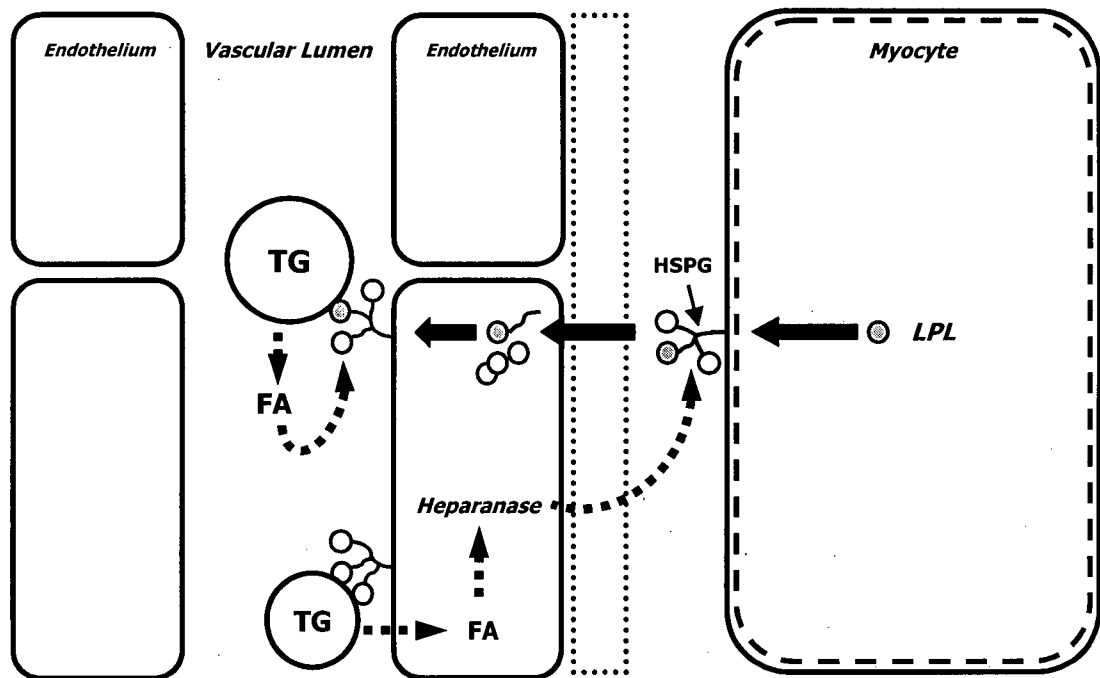 Endothelium
Vascular Lumen
Endothelium
Myocyte
TG
HSPG
LPL
FA
Heparanase
TG
FA